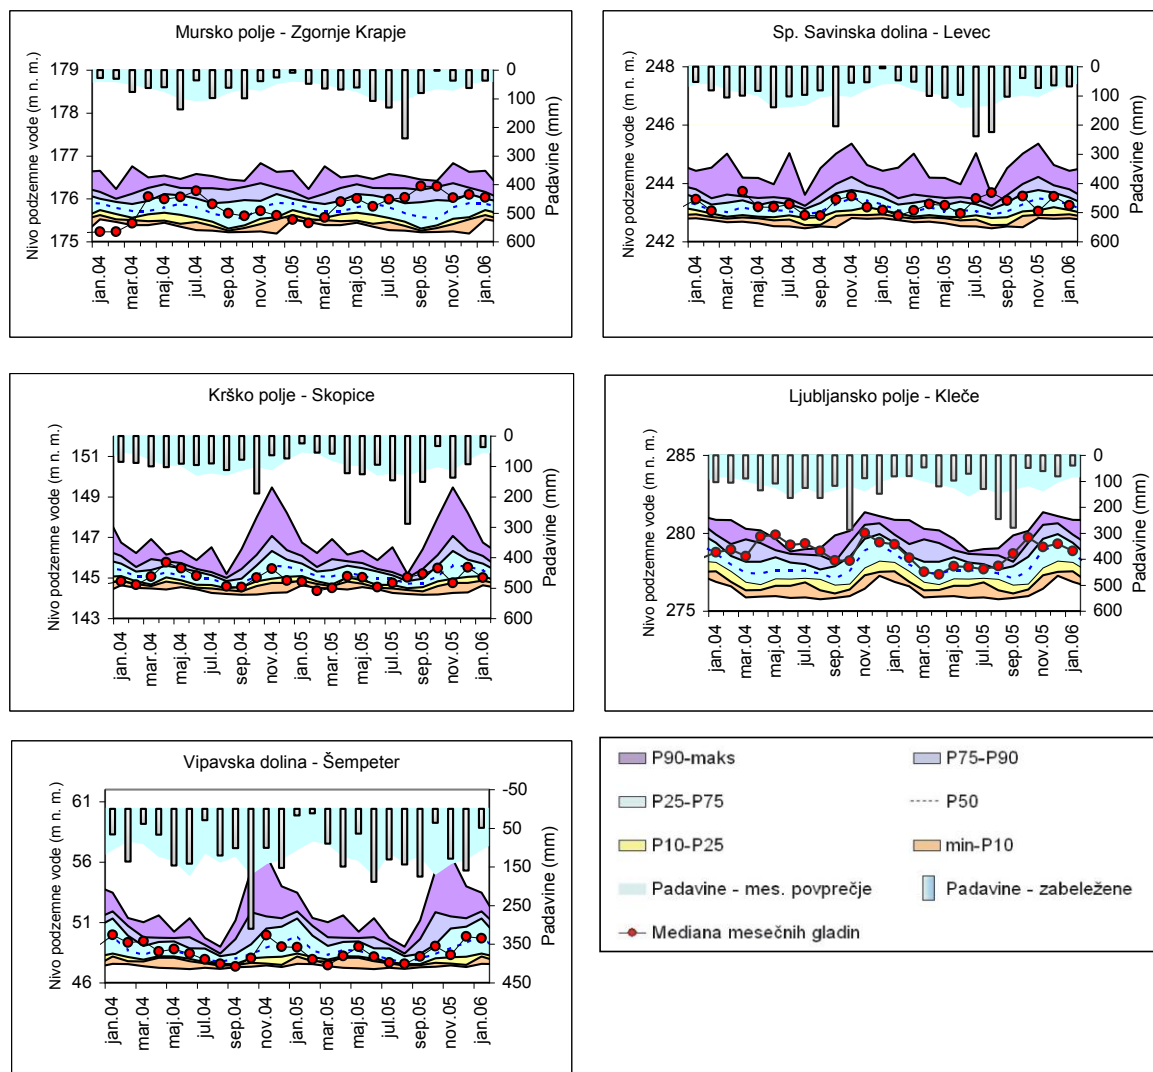 Mursko polje - Zgornje Krapje
Nivo podzemne vode (m n. m.)
179
178
177
176
175
0
100
200
300
400
500
600
Padavine (mm)
jan.04
mar.04
maj.04
jul.04
sep.04
nov.04
jan.05
mar.05
maj.05
jul.05
sep.05
nov.05
jan.06
Sp. Savinska dolina - Levec
Nivo podzemne vode (m n. m.)
248
246
244
242
0
100
200
300
400
500
600
Padavine (mm)
jan.04
mar.04
maj.04
jul.04
sep.04
nov.04
jan.05
mar.05
maj.05
jul.05
sep.05
nov.05
jan.06
Krško polje - Skopice
Nivo podzemne vode (m n. m.)
151
149
147
145
143
0
100
200
300
400
500
600
Padavine (mm)
jan.04
mar.04
maj.04
jul.04
sep.04
nov.04
jan.05
mar.05
maj.05
jul.05
sep.05
nov.05
jan.06
Ljubljansko polje - Kleče
Nivo podzemne vode (m n. m.)
285
280
275
0
100
200
300
400
500
600
Padavine (mm)
jan.04
mar.04
maj.04
jul.04
sep.04
nov.04
jan.05
mar.05
maj.05
jul.05
sep.05
nov.05
jan.06
Vipavska dolina - Šempeter
Nivo podzemne vode (m n. m.)
61
56
51
46
-50
50
150
250
350
450
Padavine (mm)
jan.04
mar.04
maj.04
jul.04
sep.04
nov.04
jan.05
mar.05
maj.05
jul.05
sep.05
nov.05
jan.06
P90-maks
P75-P90
P25-P75
P50
P10-P25
min-P10
Padavine - mes. povprečje
Padavine - zabeležene
Mediana mesečnih gladin